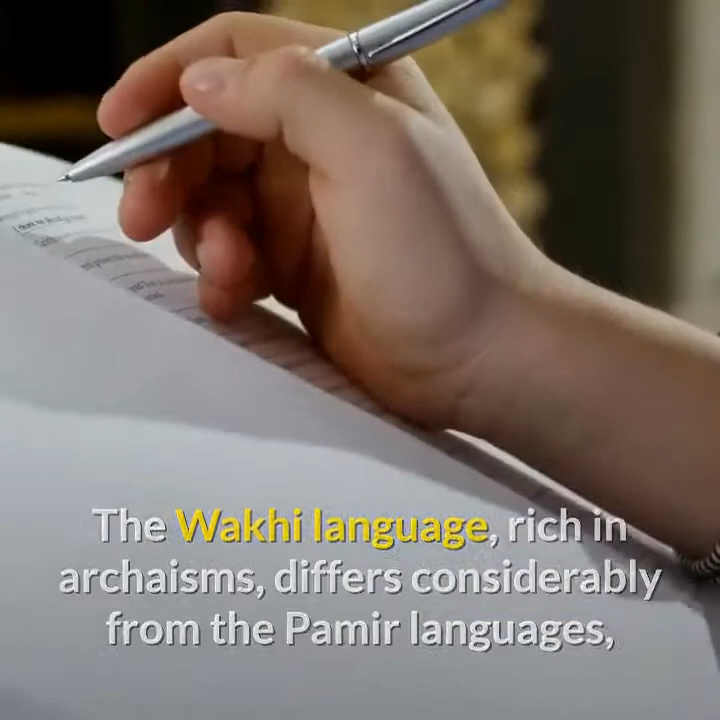 The Wakhi language, rich in
archaisms, differs considerably
from the Pamir languages,